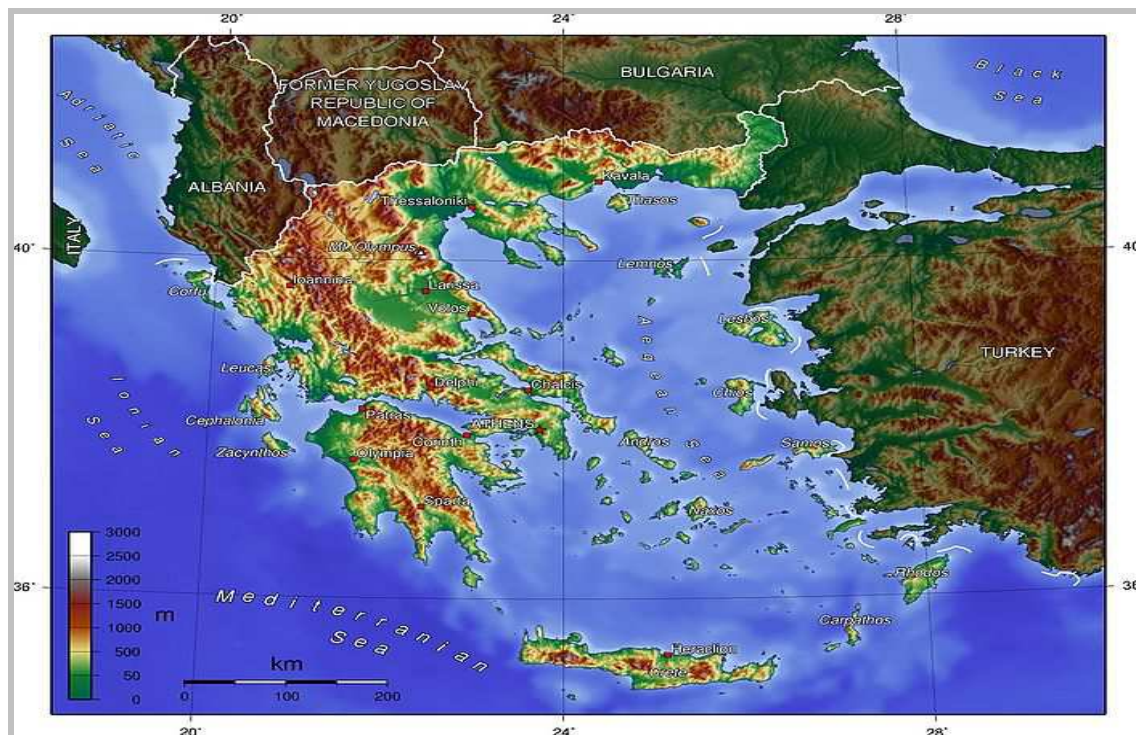 20°
24°
28°
BULGARIA
Black
Sea
FORMER YUGOSLAV
REPUBLIC OF
MACEDONIA
Adriatic
Sea
ALBANIA
ITALY
Kavala
Thessaloniki
Thasos
40°
40°
Mt. Olympus
Lemnos
Corfu
Ioannina
Larissa
Volos
Lesbos
Aegean Sea
TURKEY
Leucas
Delphi
Chalcis
Chios
Ionian
Sea
Cephalonia
Patras
ATHENS
Corinth
Andros
Samos
Zacynthos
Olympia
Sparta
Naxos
3000
2500
2000
1500
1000
500
50
0
m
36°
36°
Rhodos
Mediterranian
Sea
Carpathos
Heraclion
Crete
km
0
100
200
20°
24°
28°